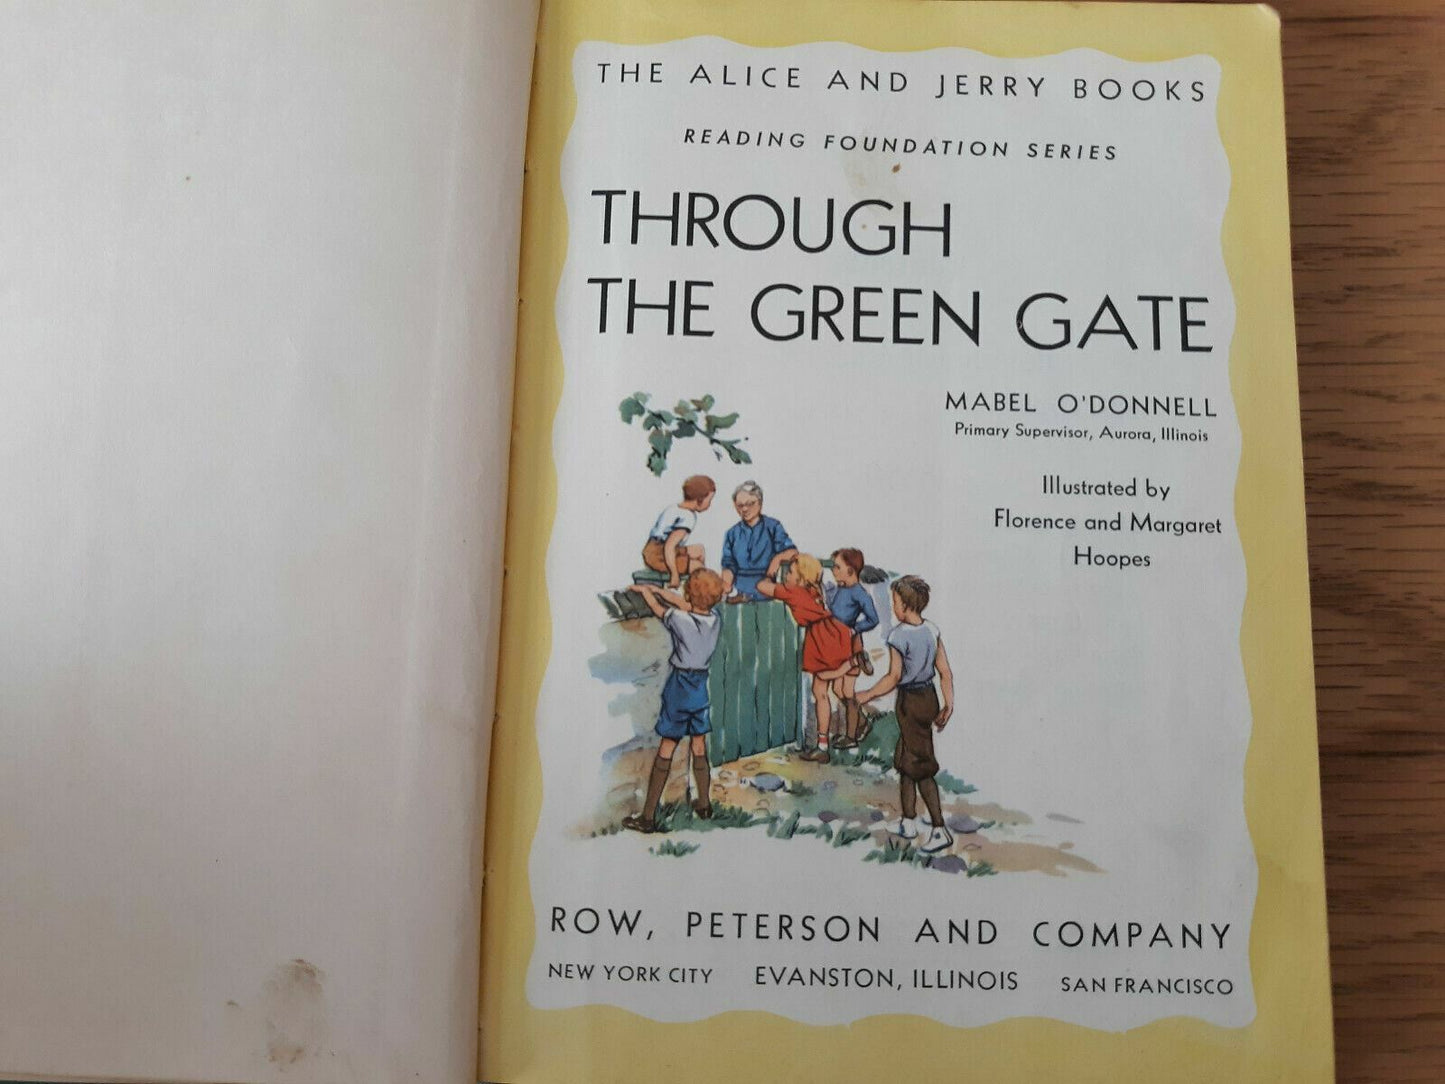 THE ALICE AND JERRY BOOKS
READING FOUNDATION SERIES
THROUGH
THE GREEN GATE
MABEL O'DONNELL
Primary Supervisor, Aurora, Illinois
Illustrated by
Florence and Margaret
Hoopes
ROW, PETERSON AND COMPANY
NEW YORK CITY EVANSTON, ILLINOIS SAN FRANCISCO